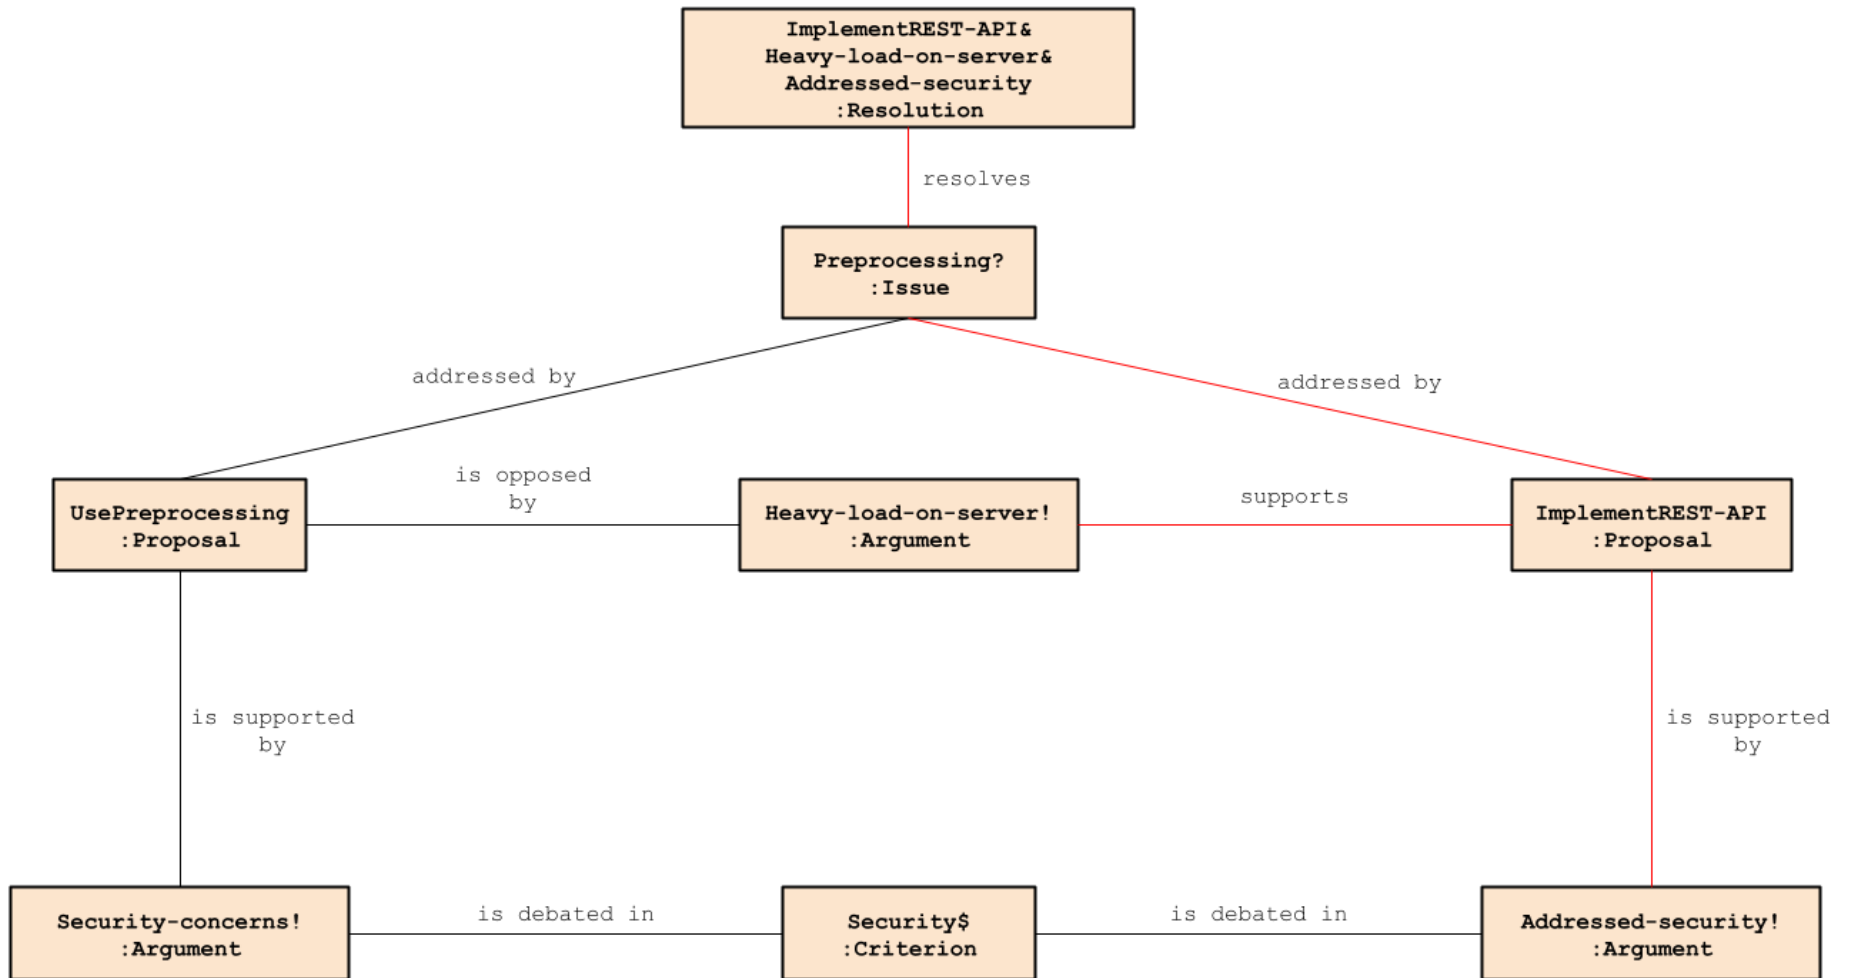 ImplementREST-API&
Heavy-load-on-server&
Addressed-security
:Resolution
resolves
Preprocessing?
:Issue
addressed by
addressed by
UsePreprocessing
:Proposal
is opposed
by
Heavy-load-on-server!
:Argument
supports
ImplementREST-API
:Proposal
is supported
by
is supported
by
Security-concerns!
:Argument
is debated in
Security$
:Criterion
is debated in
Addressed-security!
:Argument